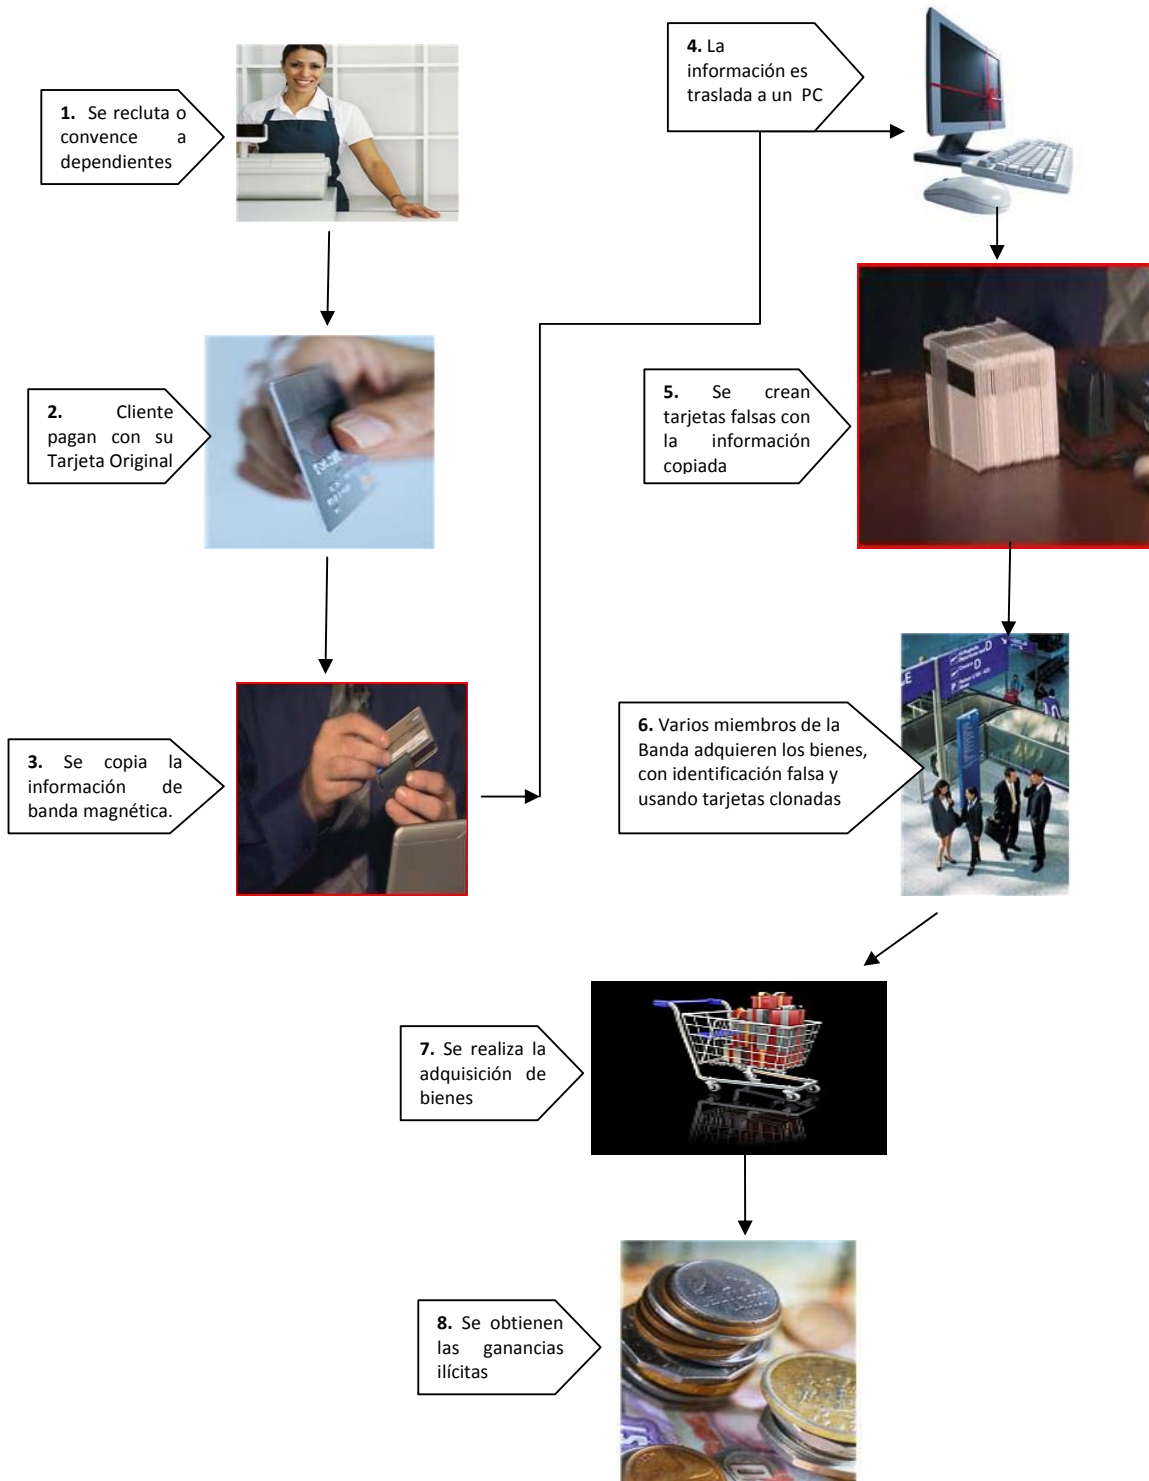 1. Se recluta o
convence a
dependientes
2. Cliente
pagan con su
Tarjeta Original
3. Se copia la
información de
banda magnética.
4. La
información es
traslada a un PC
5. Se crean
tarjetas falsas con
la información
copiada
6. Varios miembros de la
Banda adquieren los bienes,
con identificación falsa y
usando tarjetas clonadas
7. Se realiza la
adquisición de
bienes
8. Se obtienen
las ganancias
ilícitas